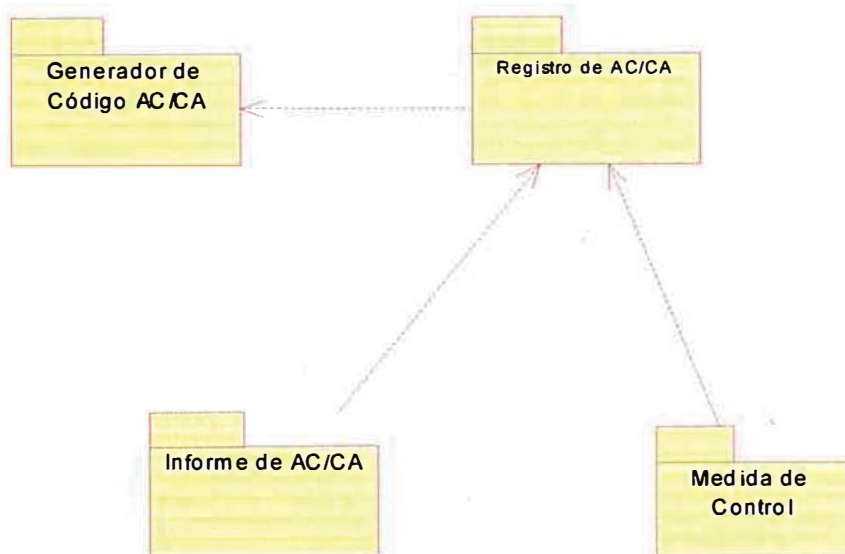 Generador de
Código AC/CA
Registro de AC/CA
Informe de AC/CA
Medida de
Control